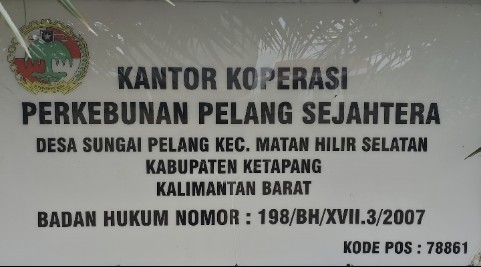 KANTOR KOPERASI
PERKEBUNAN PELANG SEJAHTERA
DESA SUNGAI PELANG KEC. MATAN HILIR SELATAN
KABUPATEN KETAPANG
KALIMANTAN BARAT
BADAN HUKUM NOMOR : 198/BH/XVII.3/2007
KODE POS : 78861